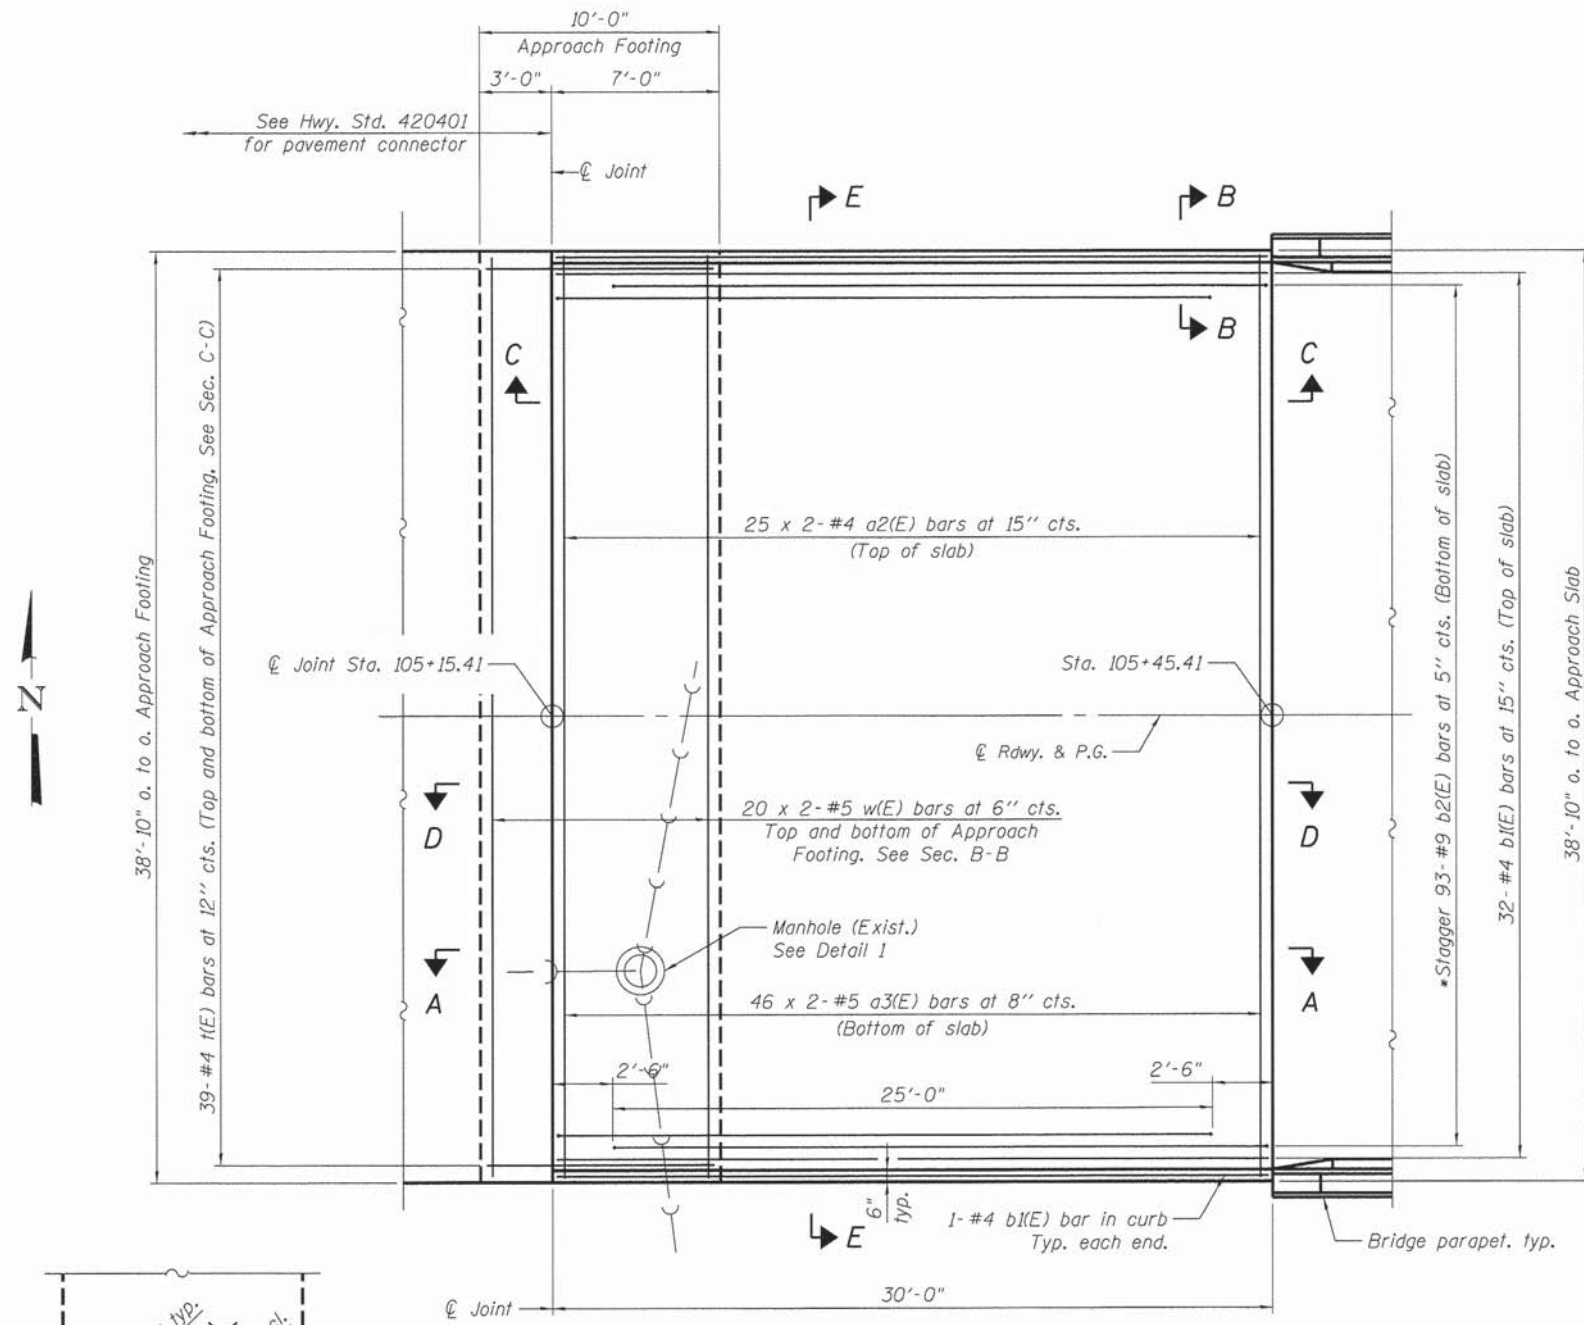 10'-0"
Approach Footing
3'-0"
7'-0"
See Hwy. Std. 420401
for pavement connector
℄ Joint
E
B
B
C
C
39-#4 t(E) bars at 12" cts. (Top and bottom of Approach Footing. See Sec. C-C)
38'-10" o. to o. Approach Footing
25 x 2-#4 a2(E) bars at 15" cts.
(Top of slab)
N
℄ Joint Sta. 105+15.41
Sta. 105+45.41
℄ Rdwy. & P.G.
*Stagger 93-#9 b2(E) bars at 5" cts. (Bottom of slab)
32-#4 b1(E) bars at 15" cts. (Top of slab)
38'-10" o. to o. Approach Slab
20 x 2-#5 w(E) bars at 6" cts.
Top and bottom of Approach
Footing. See Sec. B-B
D
D
Manhole (Exist.)
See Detail 1
A
A
46 x 2-#5 a3(E) bars at 8" cts.
(Bottom of slab)
2'-6"
2'-6"
25'-0"
6"
typ.
E
1-#4 b1(E) bar in curb
Typ. each end.
Bridge parapet. typ.
℄ Joint
30'-0"
typ.
cl.